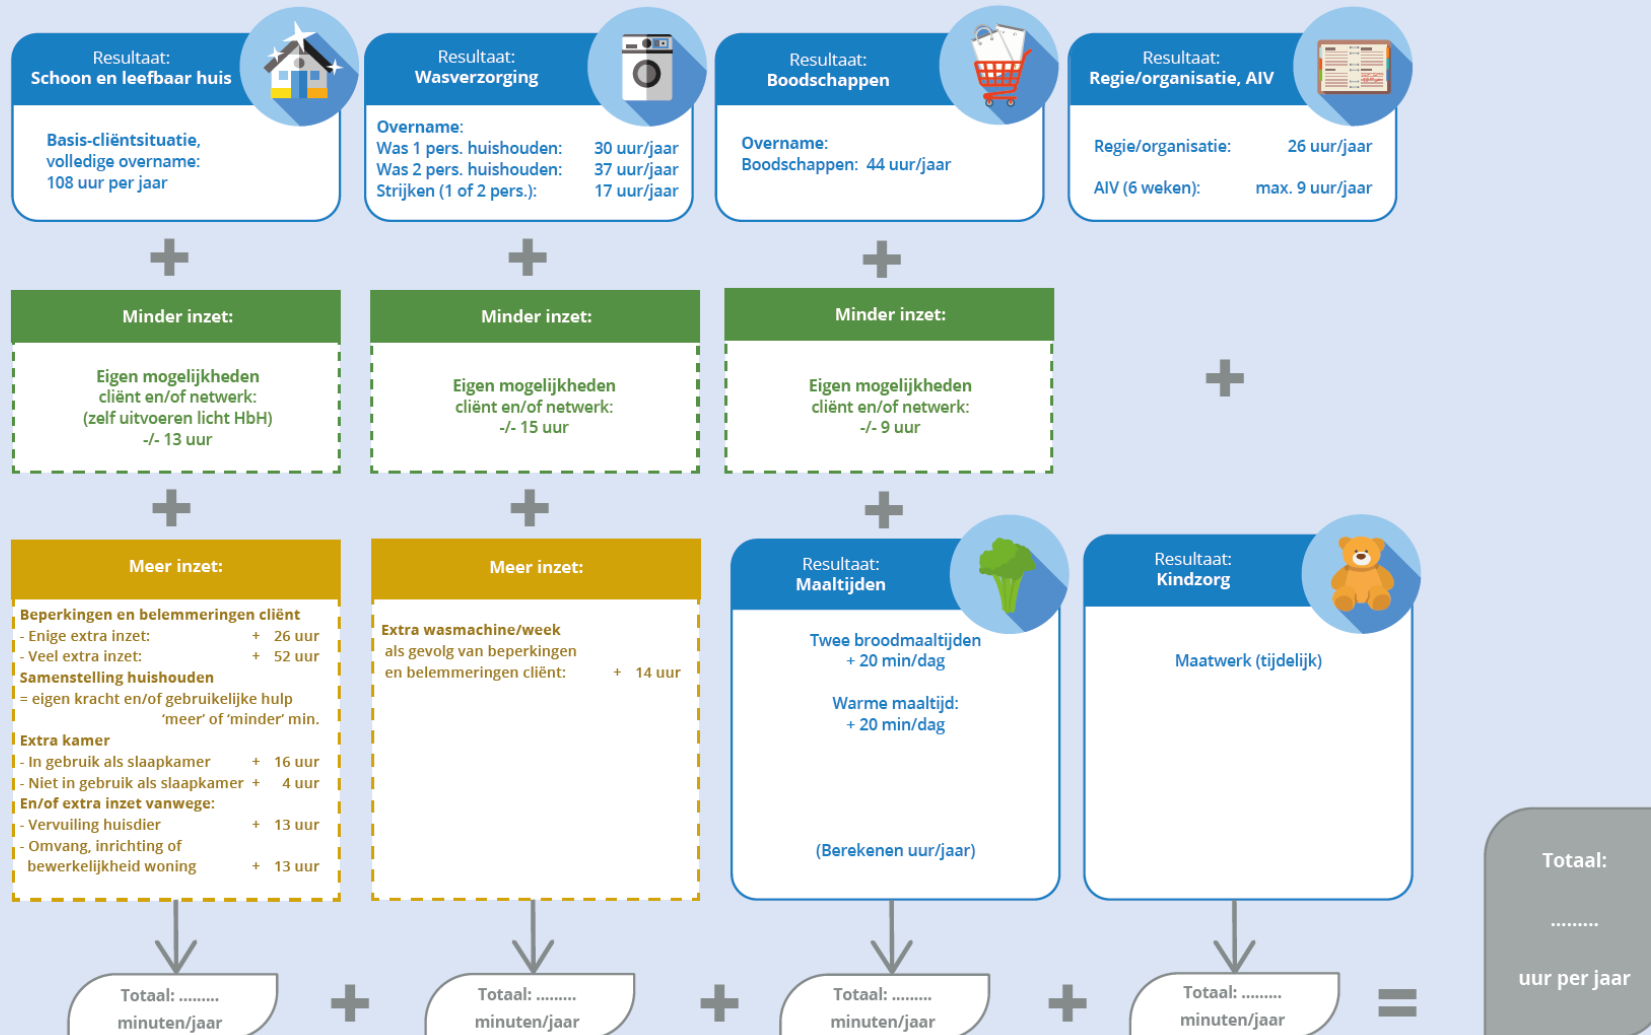 Resultaat:
Schoon en leefbaar huis
Basis-cliëntsituatie,
volledige overname:
108 uur per jaar
Resultaat:
Wasverzorging
Overname:
Was 1 pers. huishouden: 30 uur/jaar
Was 2 pers. huishouden: 37 uur/jaar
Strijken (1 of 2 pers.): 17 uur/jaar
Resultaat:
Boodschappen
Overname:
Boodschappen: 44 uur/jaar
Resultaat:
Regie/organisatie, AIV
Regie/organisatie: 26 uur/jaar
AIV (6 weken): max. 9 uur/jaar
+
+
+
Minder inzet:
Eigen mogelijkheden
cliënt en/of netwerk:
(zelf uitvoeren licht HbH)
-/- 13 uur
Minder inzet:
Eigen mogelijkheden
cliënt en/of netwerk:
-/- 15 uur
Minder inzet:
Eigen mogelijkheden
cliënt en/of netwerk:
-/- 9 uur
+
+
+
+
Meer inzet:
Beperkingen en belemmeringen cliënt
- Enige extra inzet: + 26 uur
- Veel extra inzet: + 52 uur
Samenstelling huishouden
= eigen kracht en/of gebruikelijke hulp
‘meer’ of ‘minder’ min.
Extra kamer
- In gebruik als slaapkamer + 16 uur
- Niet in gebruik als slaapkamer + 4 uur
En/of extra inzet vanwege:
- Vervuiling huisdier + 13 uur
- Omvang, inrichting of
bewerkelijkheid woning + 13 uur
Meer inzet:
Extra wasmachine/week
als gevolg van beperkingen
en belemmeringen cliënt: + 14 uur
Resultaat:
Maaltijden
Twee broodmaaltijden
+ 20 min/dag
Warme maaltijd:
+ 20 min/dag
(Berekenen uur/jaar)
Resultaat:
Kindzorg
Maatwerk (tijdelijk)
Totaal: .........
minuten/jaar
+
Totaal: .........
minuten/jaar
+
Totaal: .........
minuten/jaar
+
Totaal: .........
minuten/jaar
=
Totaal:
.........
uur per jaar